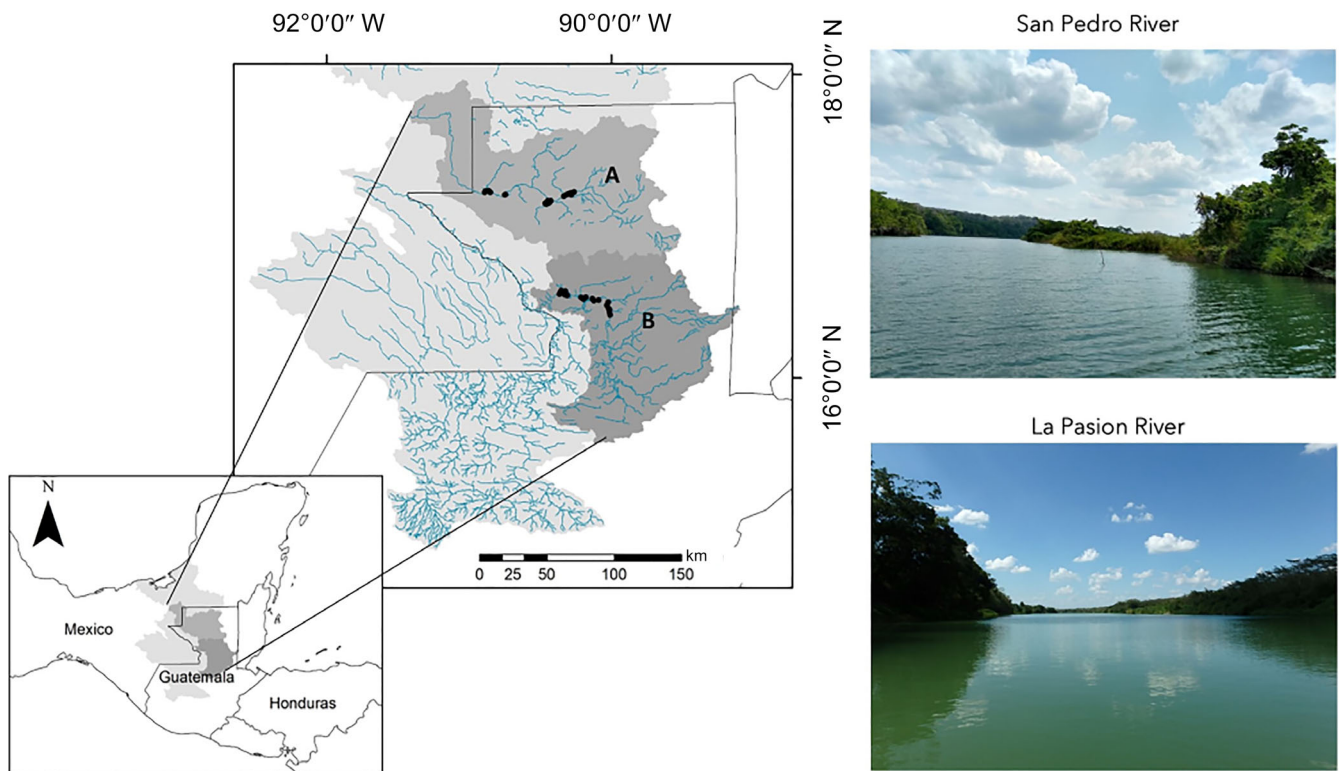 92°0′0″ W
90°0′0″ W
18°0′0″ N
16°0′0″ N
A
B
km
0 25 50 100 150
N
Mexico
Guatemala
Honduras
San Pedro River
La Pasion River